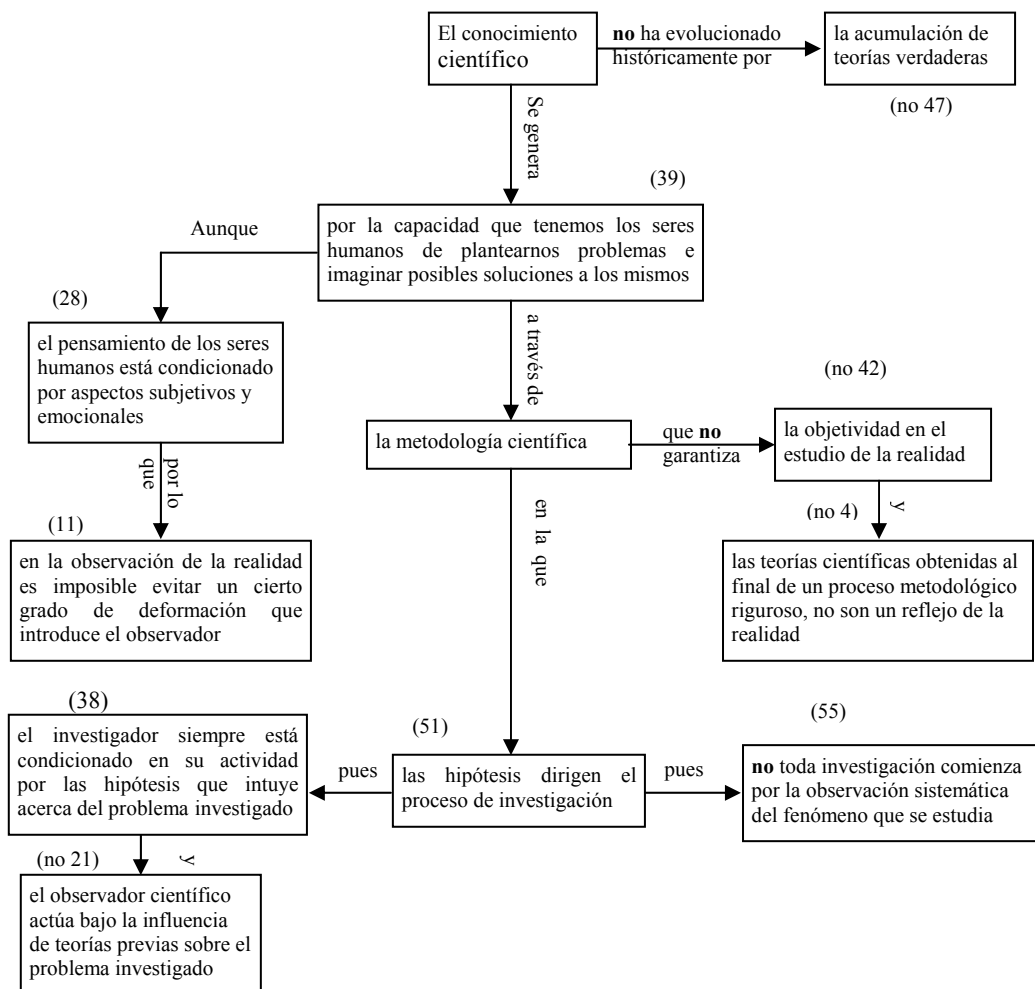 El conocimiento
científico
no ha evolucionado
históricamente por
la acumulación de
teorías verdaderas
(no 47)
Se genera
(39)
por la capacidad que tenemos los seres
humanos de plantearnos problemas e
imaginar posibles soluciones a los mismos
Aunque
(28)
el pensamiento de los seres
humanos está condicionado
por aspectos subjetivos y
emocionales
a través de
(no 42)
la metodología científica
que no
garantiza
la objetividad en el
estudio de la realidad
por lo
que
(11)
en la observación de la realidad
es imposible evitar un cierto
grado de deformación que
introduce el observador
en la que
(no 4)
y
las teorías científicas obtenidas al
final de un proceso metodológico
riguroso, no son un reflejo de la
realidad
(38)
el investigador siempre está
condicionado en su actividad
por las hipótesis que intuye
acerca del problema investigado
pues
(51)
las hipótesis dirigen el
proceso de investigación
pues
(55)
no toda investigación comienza
por la observación sistemática
del fenómeno que se estudia
(no 21)
y
el observador científico
actúa bajo la influencia
de teorías previas sobre el
problema investigado